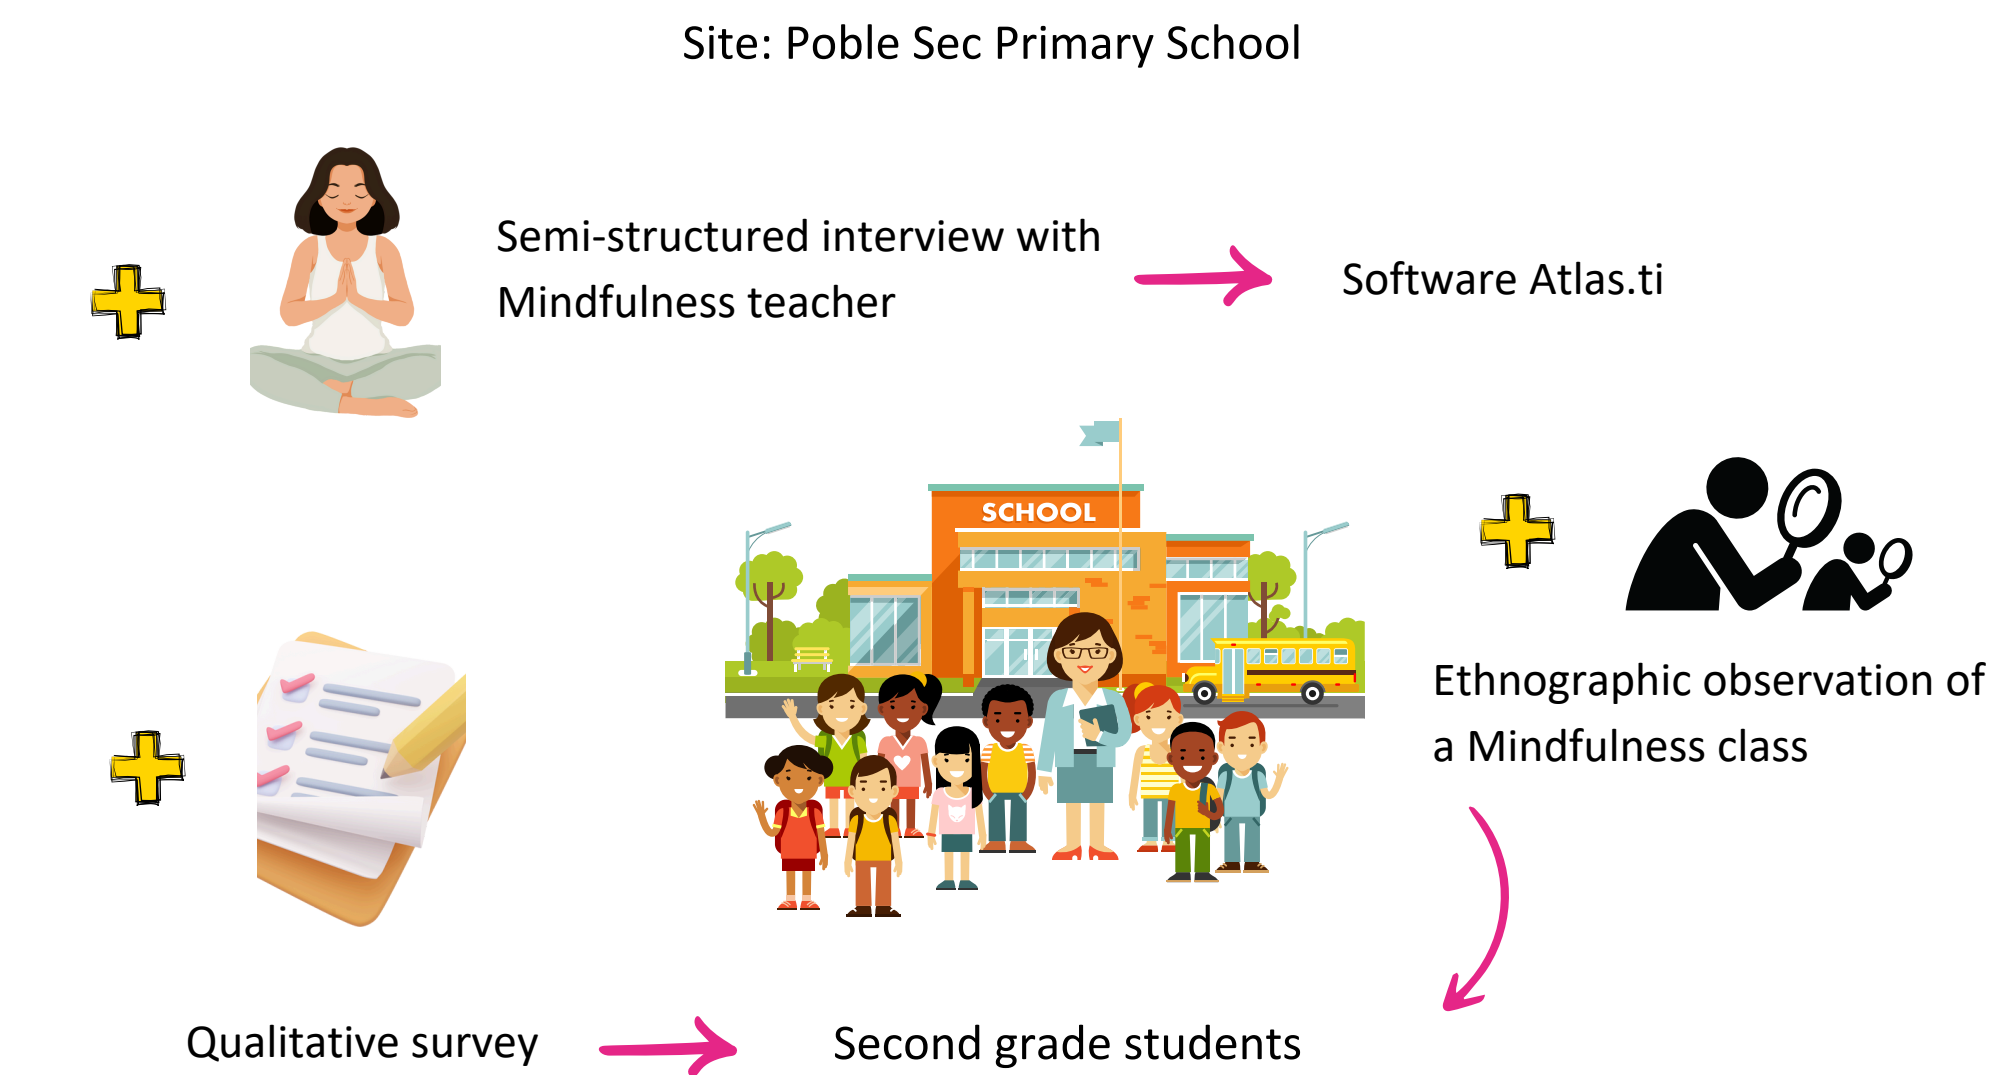 Site: Poble Sec Primary School
Semi-structured interview with
Mindfulness teacher
Software Atlas.ti
SCHOOL
Ethnographic observation of
a Mindfulness class
Qualitative survey
Second grade students